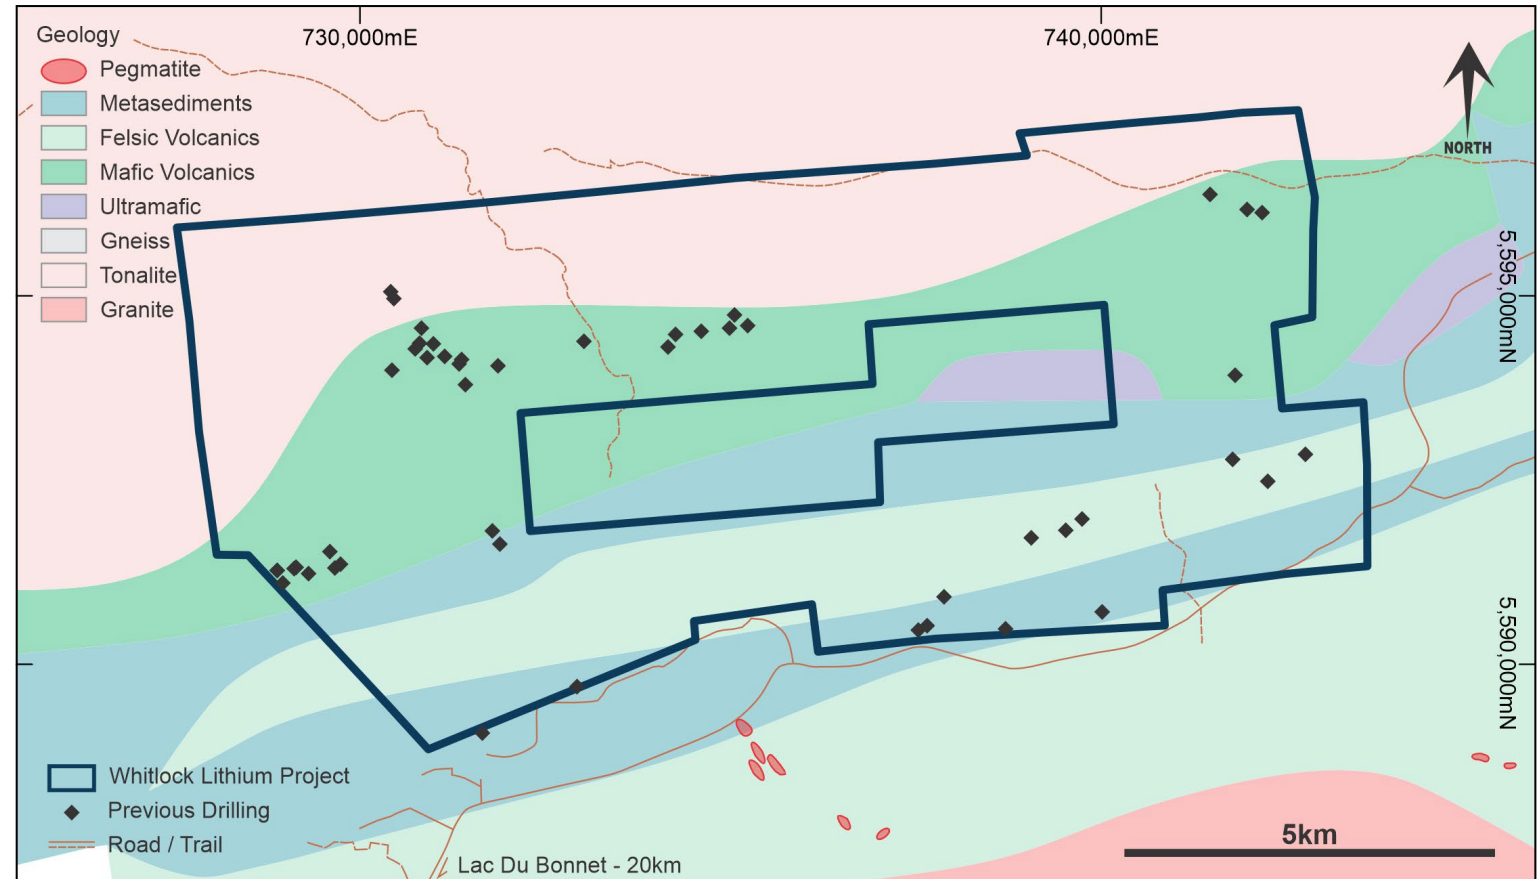 730,000mE
740,000mE
Geology
Pegmatite
Metasediments
Felsic Volcanics
Mafic Volcanics
Ultramafic
Gneiss
Tonalite
Granite
NORTH
5,595,000mN
5,590,000mN
Whitlock Lithium Project
Previous Drilling
Road / Trail
Lac Du Bonnet - 20km
5km